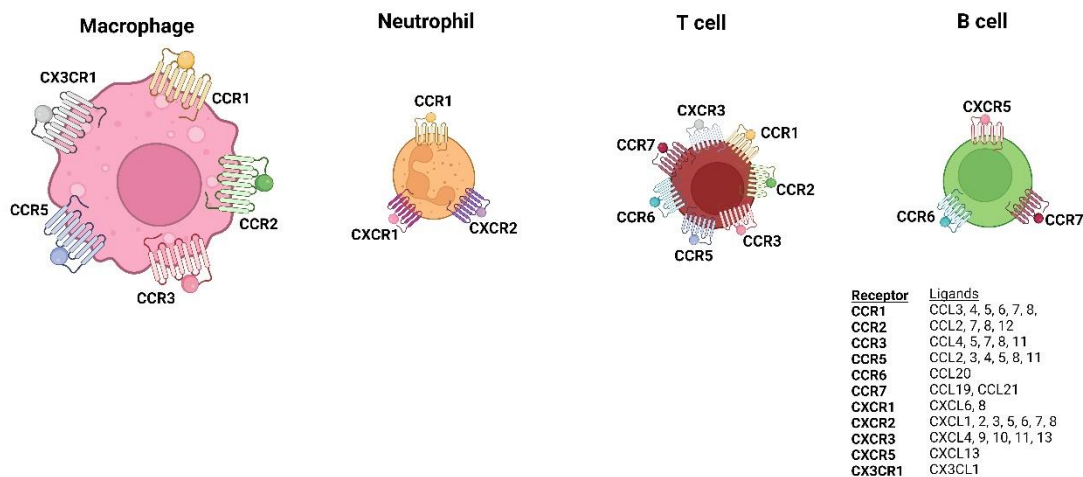 Macrophage
CX3CR1
CCR1
CCR2
CCR5
CCR3
Neutrophil
CCR1
CXCR1
CXCR2
T cell
CXCR3
CCR7
CCR1
CCR2
CCR6
CCR3
CCR5
B cell
CXCR5
CCR6
CCR7
Receptor Ligands
CCR1 CCL3, 4, 5, 6, 7, 8,
CCR2 CCL2, 7, 8, 12
CCR3 CCL4, 5, 7, 8, 11
CCR5 CCL2, 3, 4, 5, 8, 11
CCR6 CCL20
CCR7 CCL19, CCL21
CXCR1 CXCL6, 8
CXCR2 CXCL1, 2, 3, 5, 6, 7, 8
CXCR3 CXCL4, 9, 10, 11, 13
CXCR5 CXCL13
CX3CR1 CX3CL1